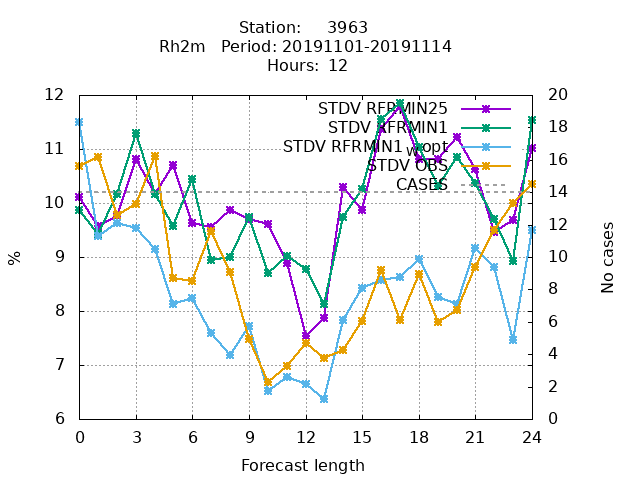 Station: 3963
Rh2m Period: 20191101-20191114
Hours: 12
STDV RFRMIN25
STDV RFRMIN1
STDV RFRMIN1 w_opt
STDV OBS
CASES
12
11
10
9
8
7
6
%
20
18
16
14
12
10
8
6
4
2
0
No cases
0 3 6 9 12 15 18 21 24
Forecast length